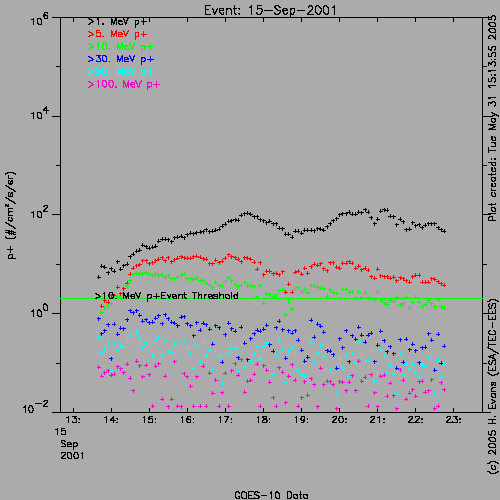 Event: 15-Sep-2001
>1. MeV p+
>5. MeV p+
>10. MeV p+
>30. MeV p+
>50. MeV p+
>100. MeV p+
10^6
10^4
10^2
10^0
10^-2
p+ (#/cm²/s/sr)
>10. MeV p+Event Threshold
13:
14:
15:
16:
17:
18:
19:
20:
21:
22:
23:
15
Sep
2001
GOES-10 Data
Plot created: Tue May 31 15:13:55 2005
(c) 2005 H. Evans (ESA/TEC-EES)